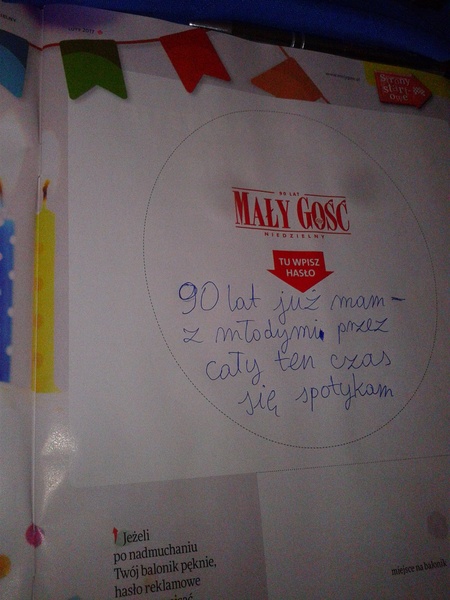 90 LAT
MAŁY GOŚĆ
NIEDZIELNY
TU WPISZ
HASŁO
90 lat już mam -
z młodymi przez
cały ten czas
się spotykam
Jeżeli
po nadmuchaniu
Twój balonik pęknie,
hasło reklamowe
miejsce na balonik